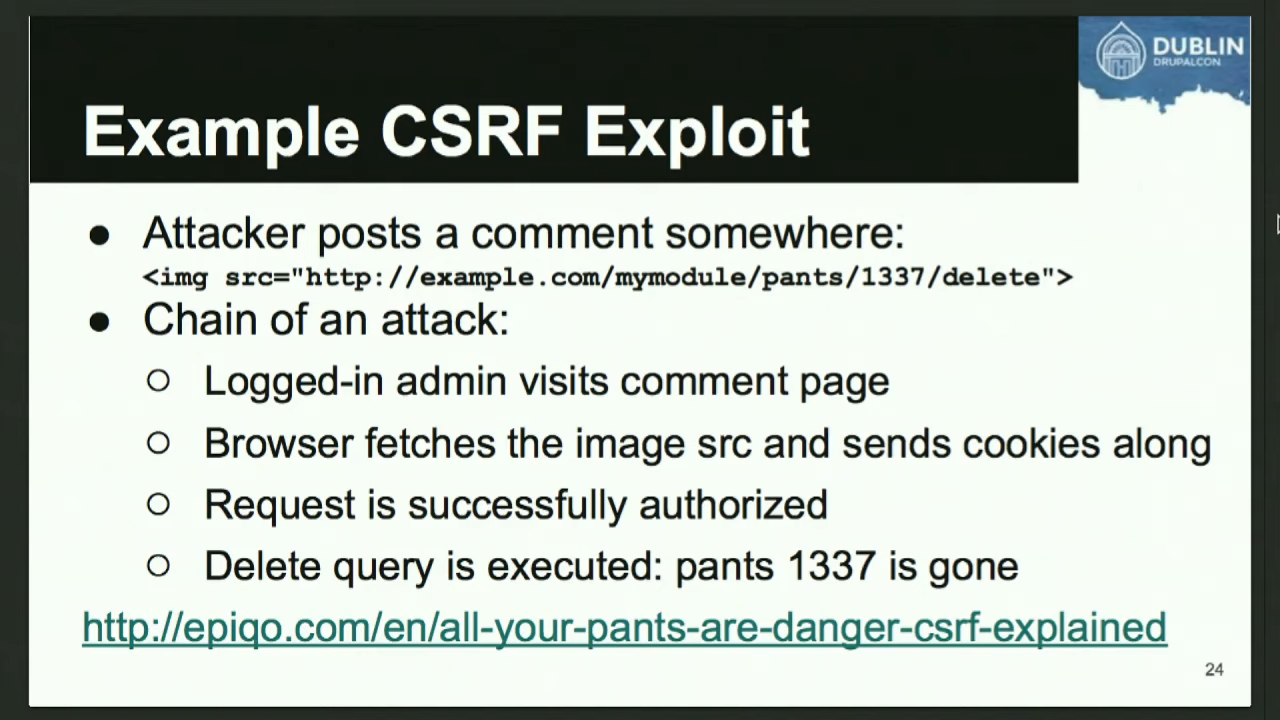 DUBLIN
DRUPALCON
Example CSRF Exploit
● Attacker posts a comment somewhere:
<img src="http://example.com/mymodule/pants/1337/delete">
● Chain of an attack:
○ Logged-in admin visits comment page
○ Browser fetches the image src and sends cookies along
○ Request is successfully authorized
○ Delete query is executed: pants 1337 is gone
http://epiqo.com/en/all-your-pants-are-danger-csrf-explained
24